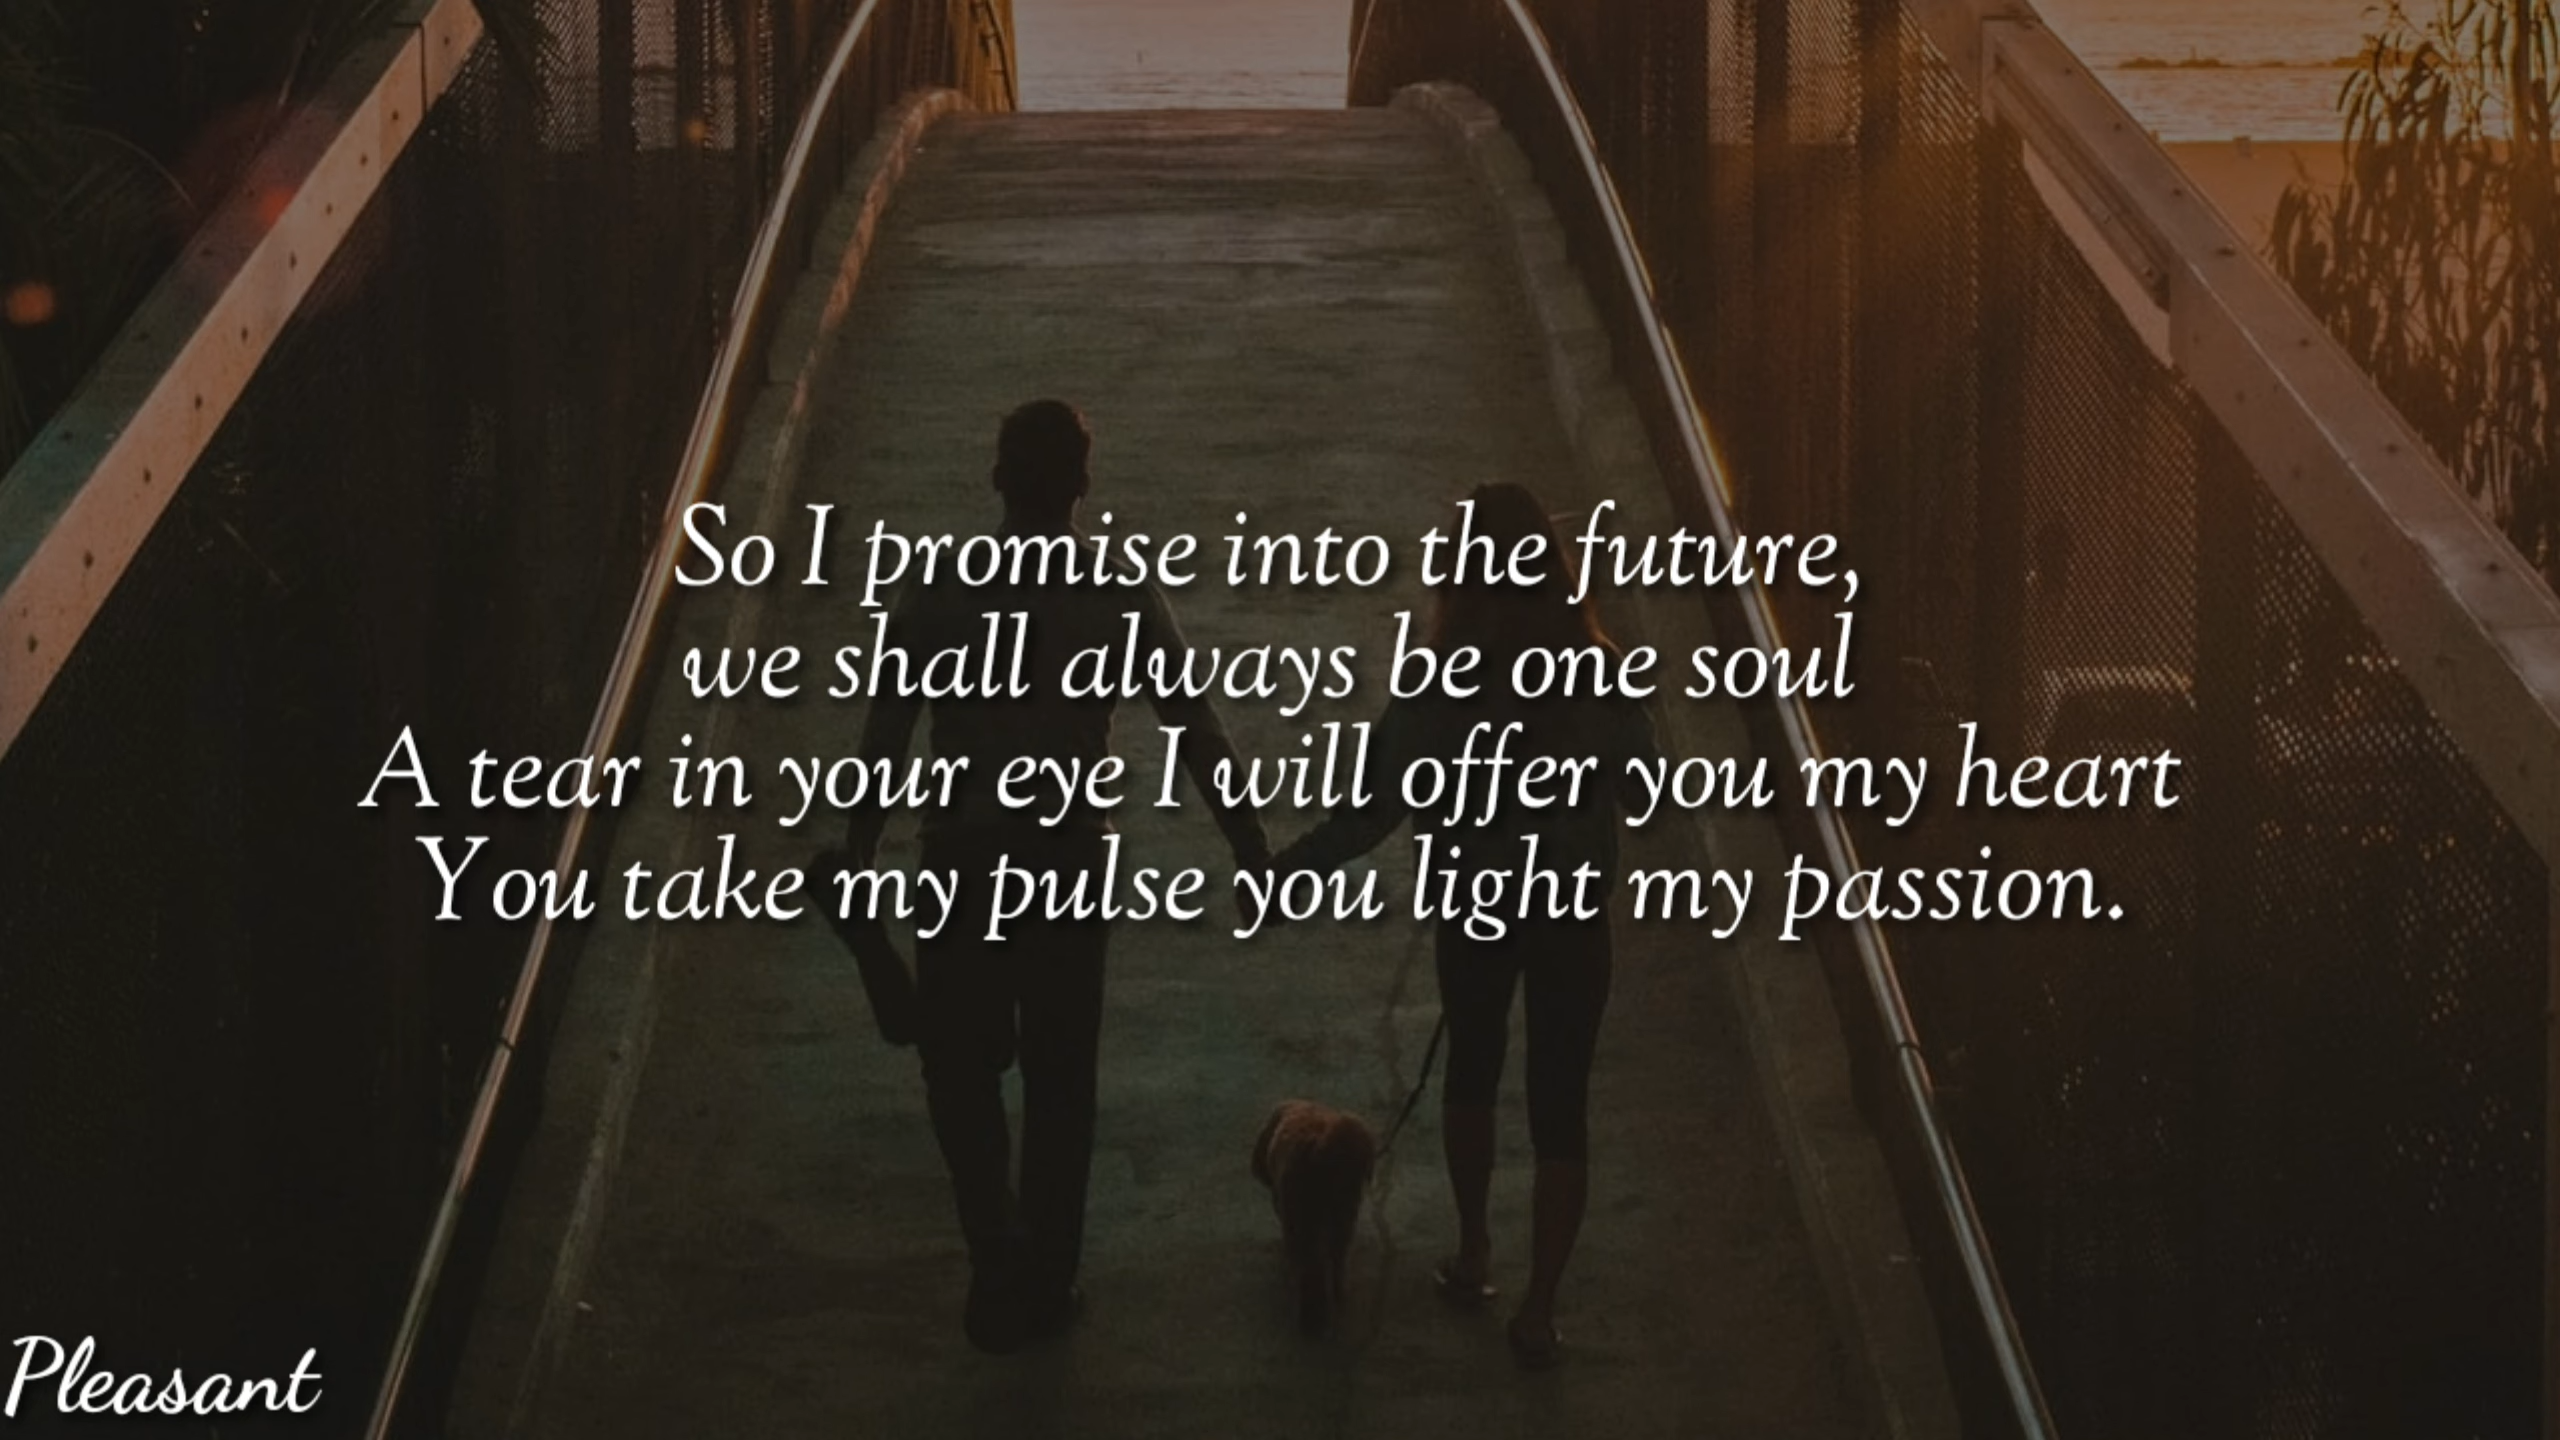 So I promise into the future,
we shall always be one soul
A tear in your eye I will offer you my heart
You take my pulse you light my passion.
Pleasant